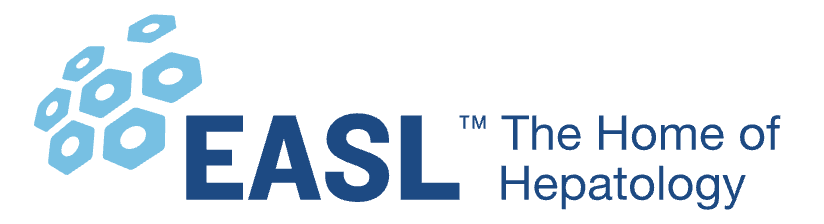 EASL™ The Home of
Hepatology